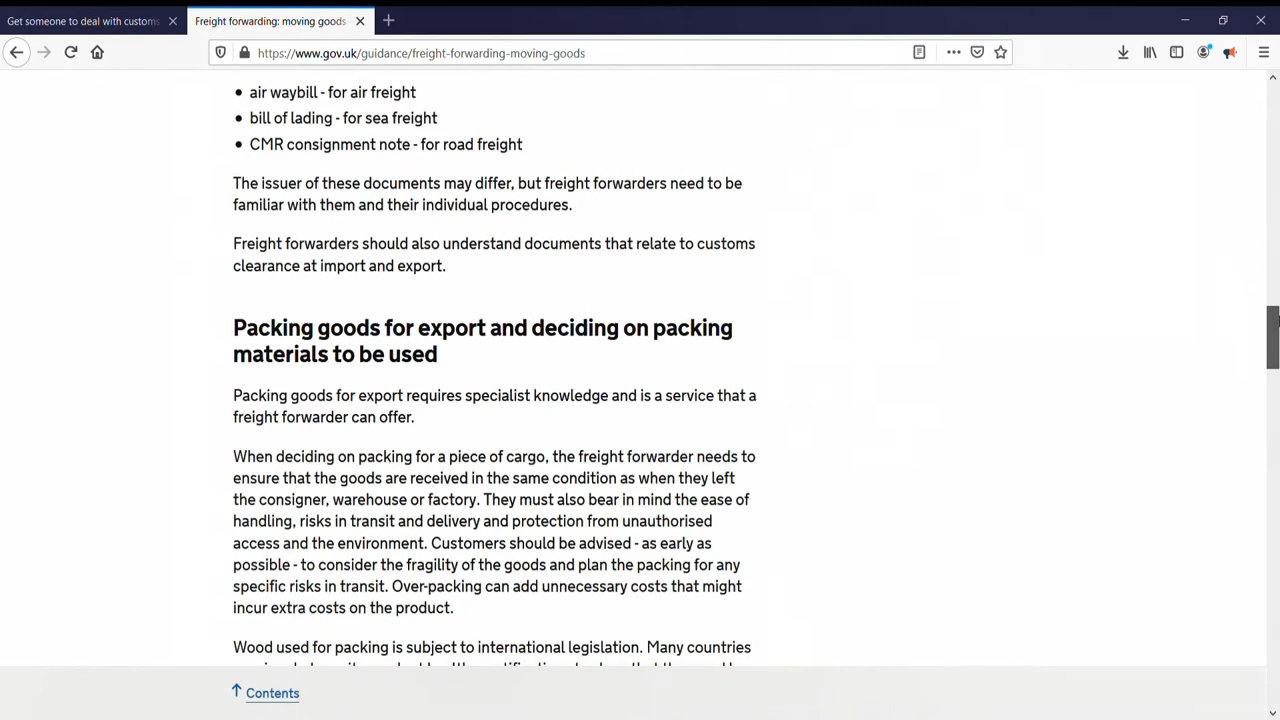 Get someone to deal with customs
Freight forwarding: moving goods
https://www.gov.uk/guidance/freight-forwarding-moving-goods
air waybill - for air freight
bill of lading - for sea freight
CMR consignment note - for road freight
The issuer of these documents may differ, but freight forwarders need to be
familiar with them and their individual procedures.
Freight forwarders should also understand documents that relate to customs
clearance at import and export.
Packing goods for export and deciding on packing
materials to be used
Packing goods for export requires specialist knowledge and is a service that a
freight forwarder can offer.
When deciding on packing for a piece of cargo, the freight forwarder needs to
ensure that the goods are received in the same condition as when they left
the consigner, warehouse or factory. They must also bear in mind the ease of
handling, risks in transit and delivery and protection from unauthorised
access and the environment. Customers should be advised - as early as
possible - to consider the fragility of the goods and plan the packing for any
specific risks in transit. Over-packing can add unnecessary costs that might
incur extra costs on the product.
Wood used for packing is subject to international legislation. Many countries
Contents